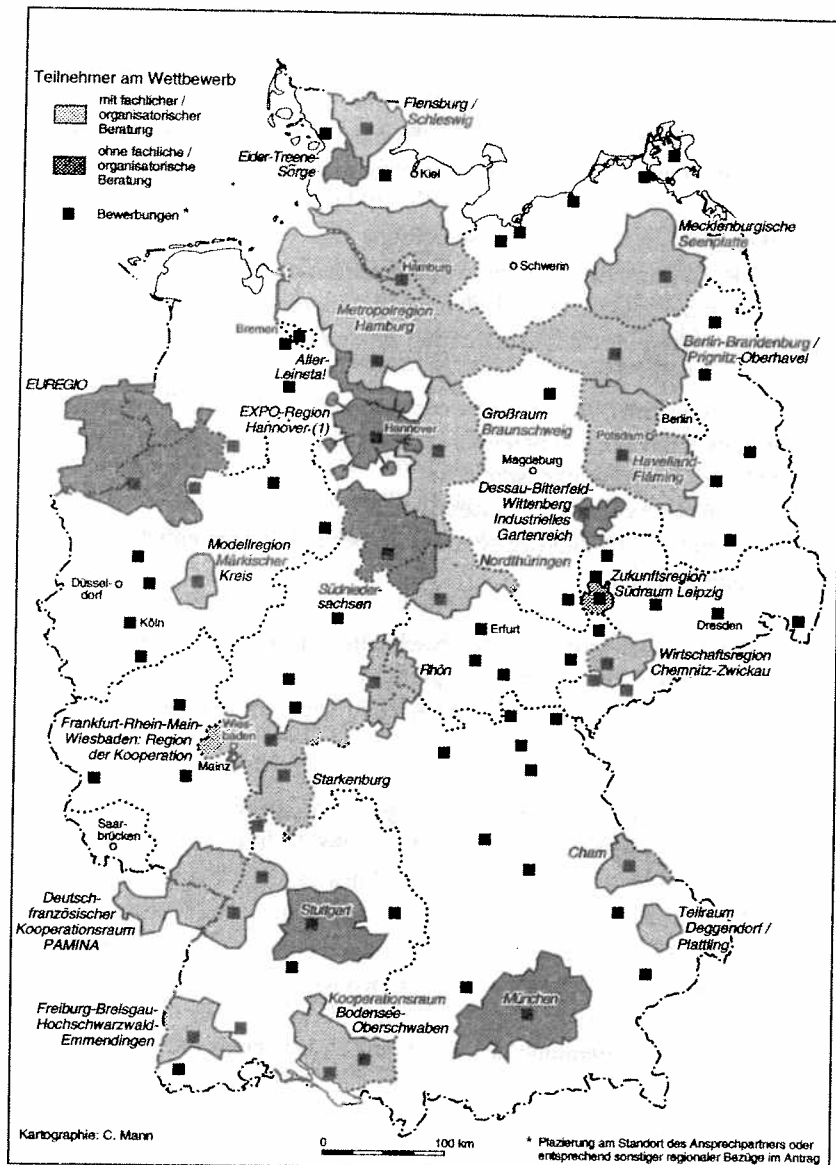 Teilnehmer am Wettbewerb
mit fachlicher /
organisatorischer
Beratung
ohne fachliche /
organisatorische
Beratung
Bewerbungen *
Flensburg /
Schleswig
Eider-Treene-
Sorge
Kiel
Mecklenburgische
Seenplatte
Schwerin
Hamburg
Metropolregion
Hamburg
Bremen
Aller-
Leinetal
Berlin-Brandenburg /
Prignitz-Oberhavel
EUREGIO
EXPO-Region
Hannover (1)
Hannover
Großraum
Braunschweig
Berlin
Potsdam
Magdeburg
Havelland-
Fläming
Dessau-Bitterfeld-
Wittenberg
Industrielles
Gartenreich
Modellregion
Märkischer
Kreis
Düssel-
dorf
Köln
Südnieder-
sachsen
Nordthüringen
Zukunftsregion
Südraum Leipzig
Dresden
Erfurt
Wirtschaftsregion
Chemnitz-Zwickau
Rhön
Frankfurt-Rhein-Main-
Wiesbaden: Region
der Kooperation
Wies-
baden
Mainz
Starkenburg
Saar-
brücken
Cham
Deutsch-
französischer
Kooperationsraum
PAMINA
Stuttgart
Teilraum
Deggendorf /
Plattling
Freiburg-Breisgau-
Hochschwarzwald-
Emmendingen
Kooperationsraum
Bodensee-
Oberschwaben
München
Kartographie: C. Mann
0 100 km
* Plazierung am Standort des Ansprechpartners oder
entsprechend sonstiger regionaler Bezüge im Antrag